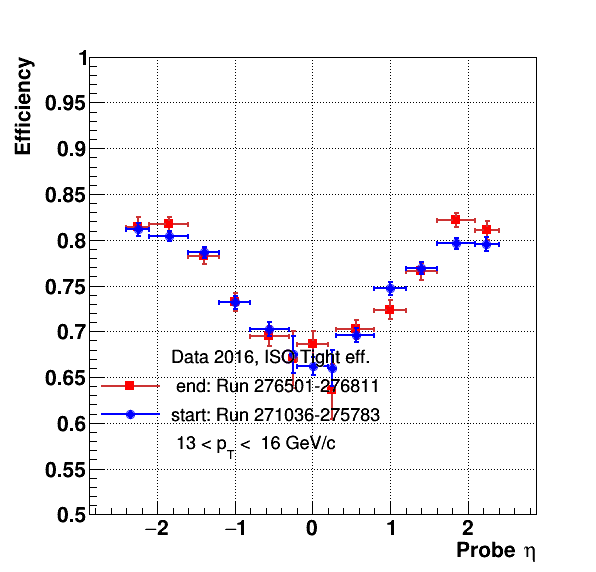 Efficiency
1
0.95
0.9
0.85
0.8
0.75
0.7
0.65
0.6
0.55
0.5
Data 2016, ISO Tight eff.
end: Run 276501-276811
start: Run 271036-275783
13 < pT < 16 GeV/c
−2 −1 0 1 2
Probe η